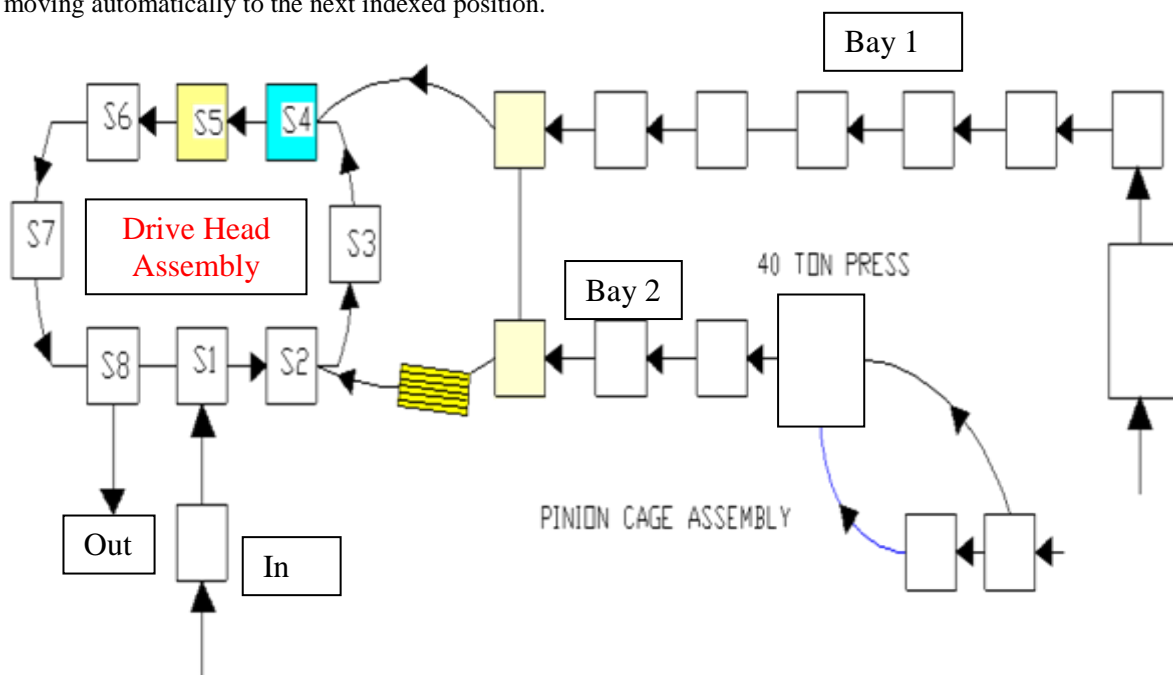 moving automatically to the next indexed position.
Bay 1
S6
S5
S4
S7
Drive Head
Assembly
S3
40 TON PRESS
Bay 2
S8
S1
S2
PINION CAGE ASSEMBLY
Out
In